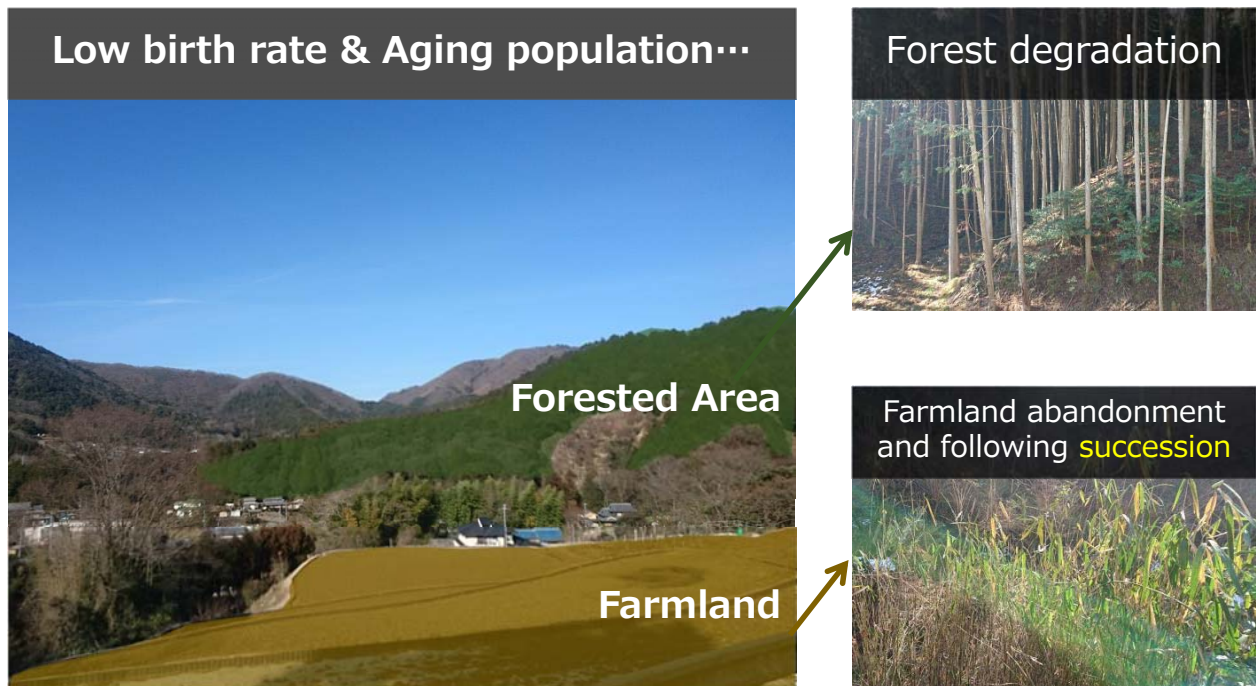 Low birth rate & Aging population…
Forest degradation
Forested Area
Farmland abandonment
and following succession
Farmland